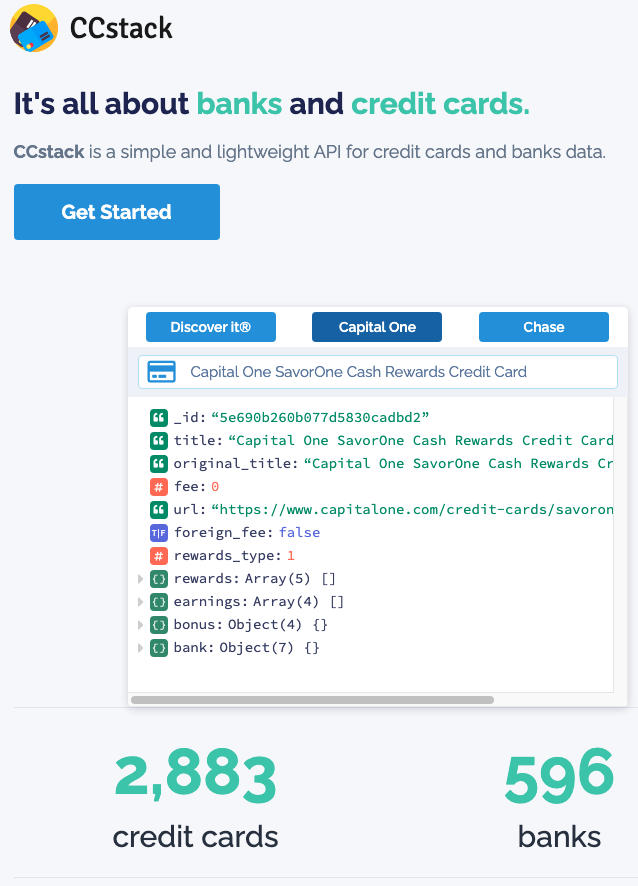 CCstack
It's all about banks and credit cards.
CCstack is a simple and lightweight API for credit cards and banks data.
Get Started
Discover it® Capital One Chase
Capital One SavorOne Cash Rewards Credit Card
_id: “5e690b260b077d5830cadbd2”
title: “Capital One SavorOne Cash Rewards Credit Card
original_title: “Capital One SavorOne Cash Rewards Cr
# fee: 0
url: “https://www.capitalone.com/credit-cards/savoron
T|F foreign_fee: false
# rewards_type: 1
{} rewards: Array(5) []
{} earnings: Array(4) []
{} bonus: Object(4) {}
{} bank: Object(7) {}
2,883 596
credit cards banks